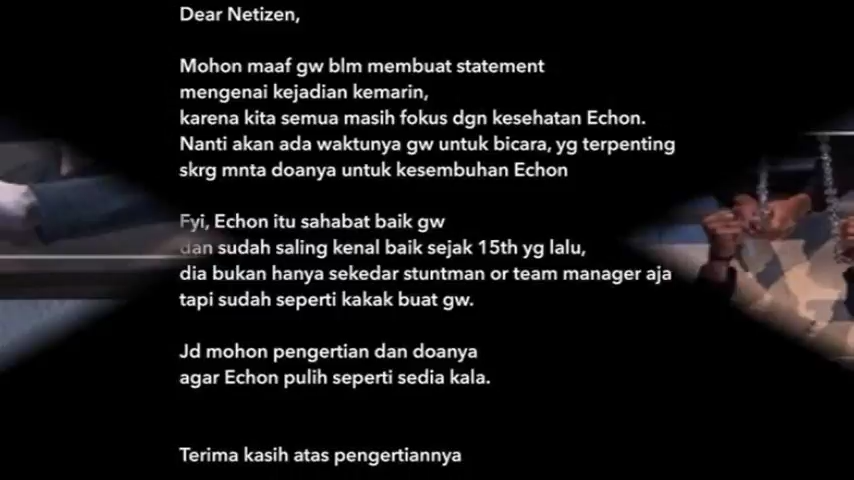 Dear Netizen,
Mohon maaf gw blm membuat statement
mengenai kejadian kemarin,
karena kita semua masih fokus dgn kesehatan Echon.
Nanti akan ada waktunya gw untuk bicara, yg terpenting
skrg mnta doanya untuk kesembuhan Echon
Fyi, Echon itu sahabat baik gw
dan sudah saling kenal baik sejak 15th yg lalu,
dia bukan hanya sekedar stuntman or team manager aja
tapi sudah seperti kakak buat gw.
Jd mohon pengertian dan doanya
agar Echon pulih seperti sedia kala.
Terima kasih atas pengertiannya